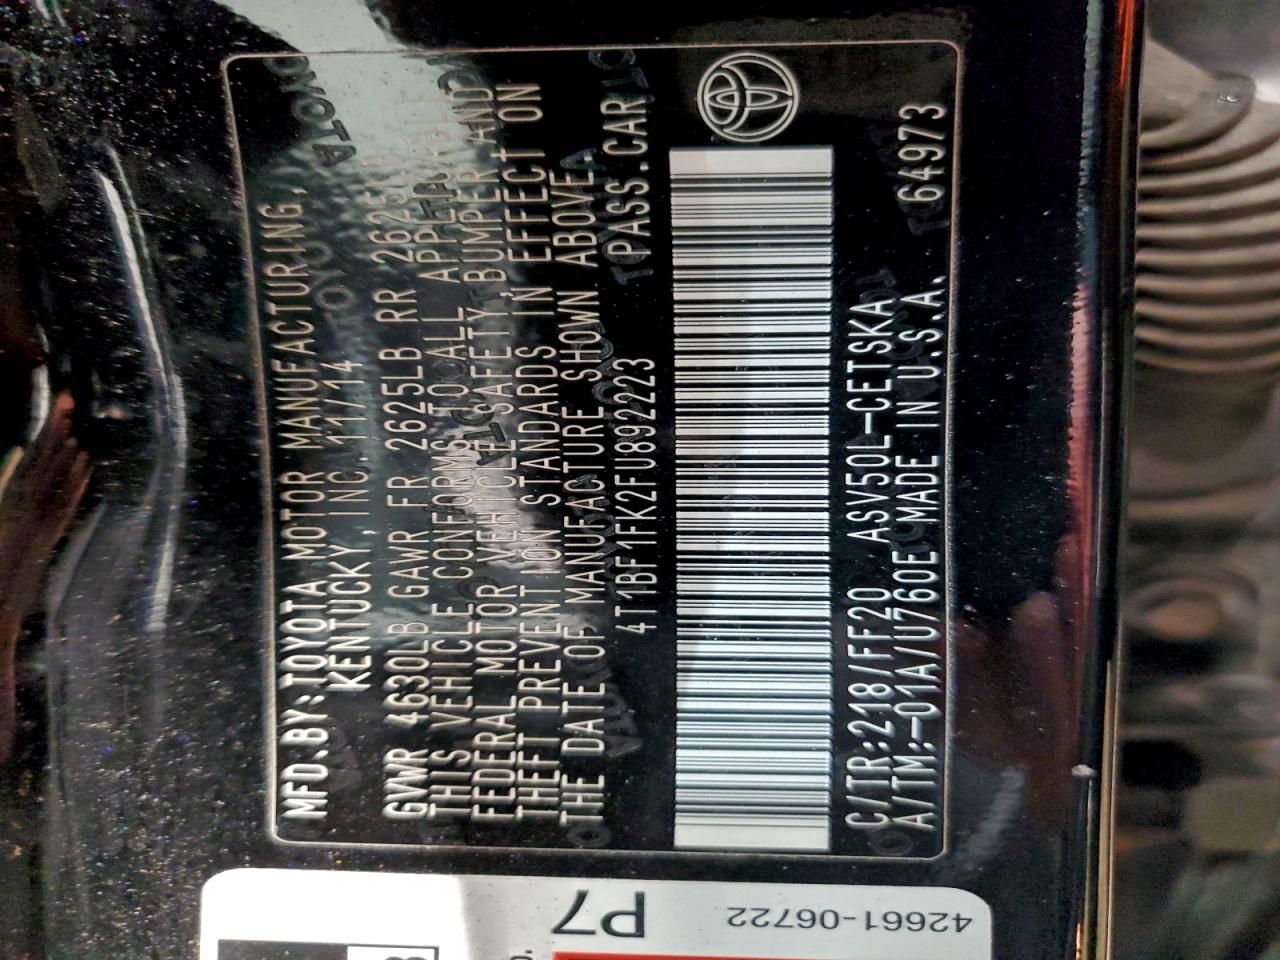 MFD.BY:TOYOTA MOTOR MANUFACTURING,
KENTUCKY,INC. 11/14
GVWR 4630LB GAWR FR 2625LB RR 2625LB
THIS VEHICLE CONFORMS TO ALL APPLICABLE
FEDERAL MOTOR VEHICLE SAFETY, BUMPER AND
THEFT PREVENTION STANDARDS IN EFFECT ON
THE DATE OF MANUFACTURE SHOWN ABOVE.
4T1BF1FK2FU892223 PASS.CAR
C/TR:218/FF20 ASV50L-CETSKA
A/TM:-01A/U760E MADE IN U.S.A. 64973
P7
42661-06722